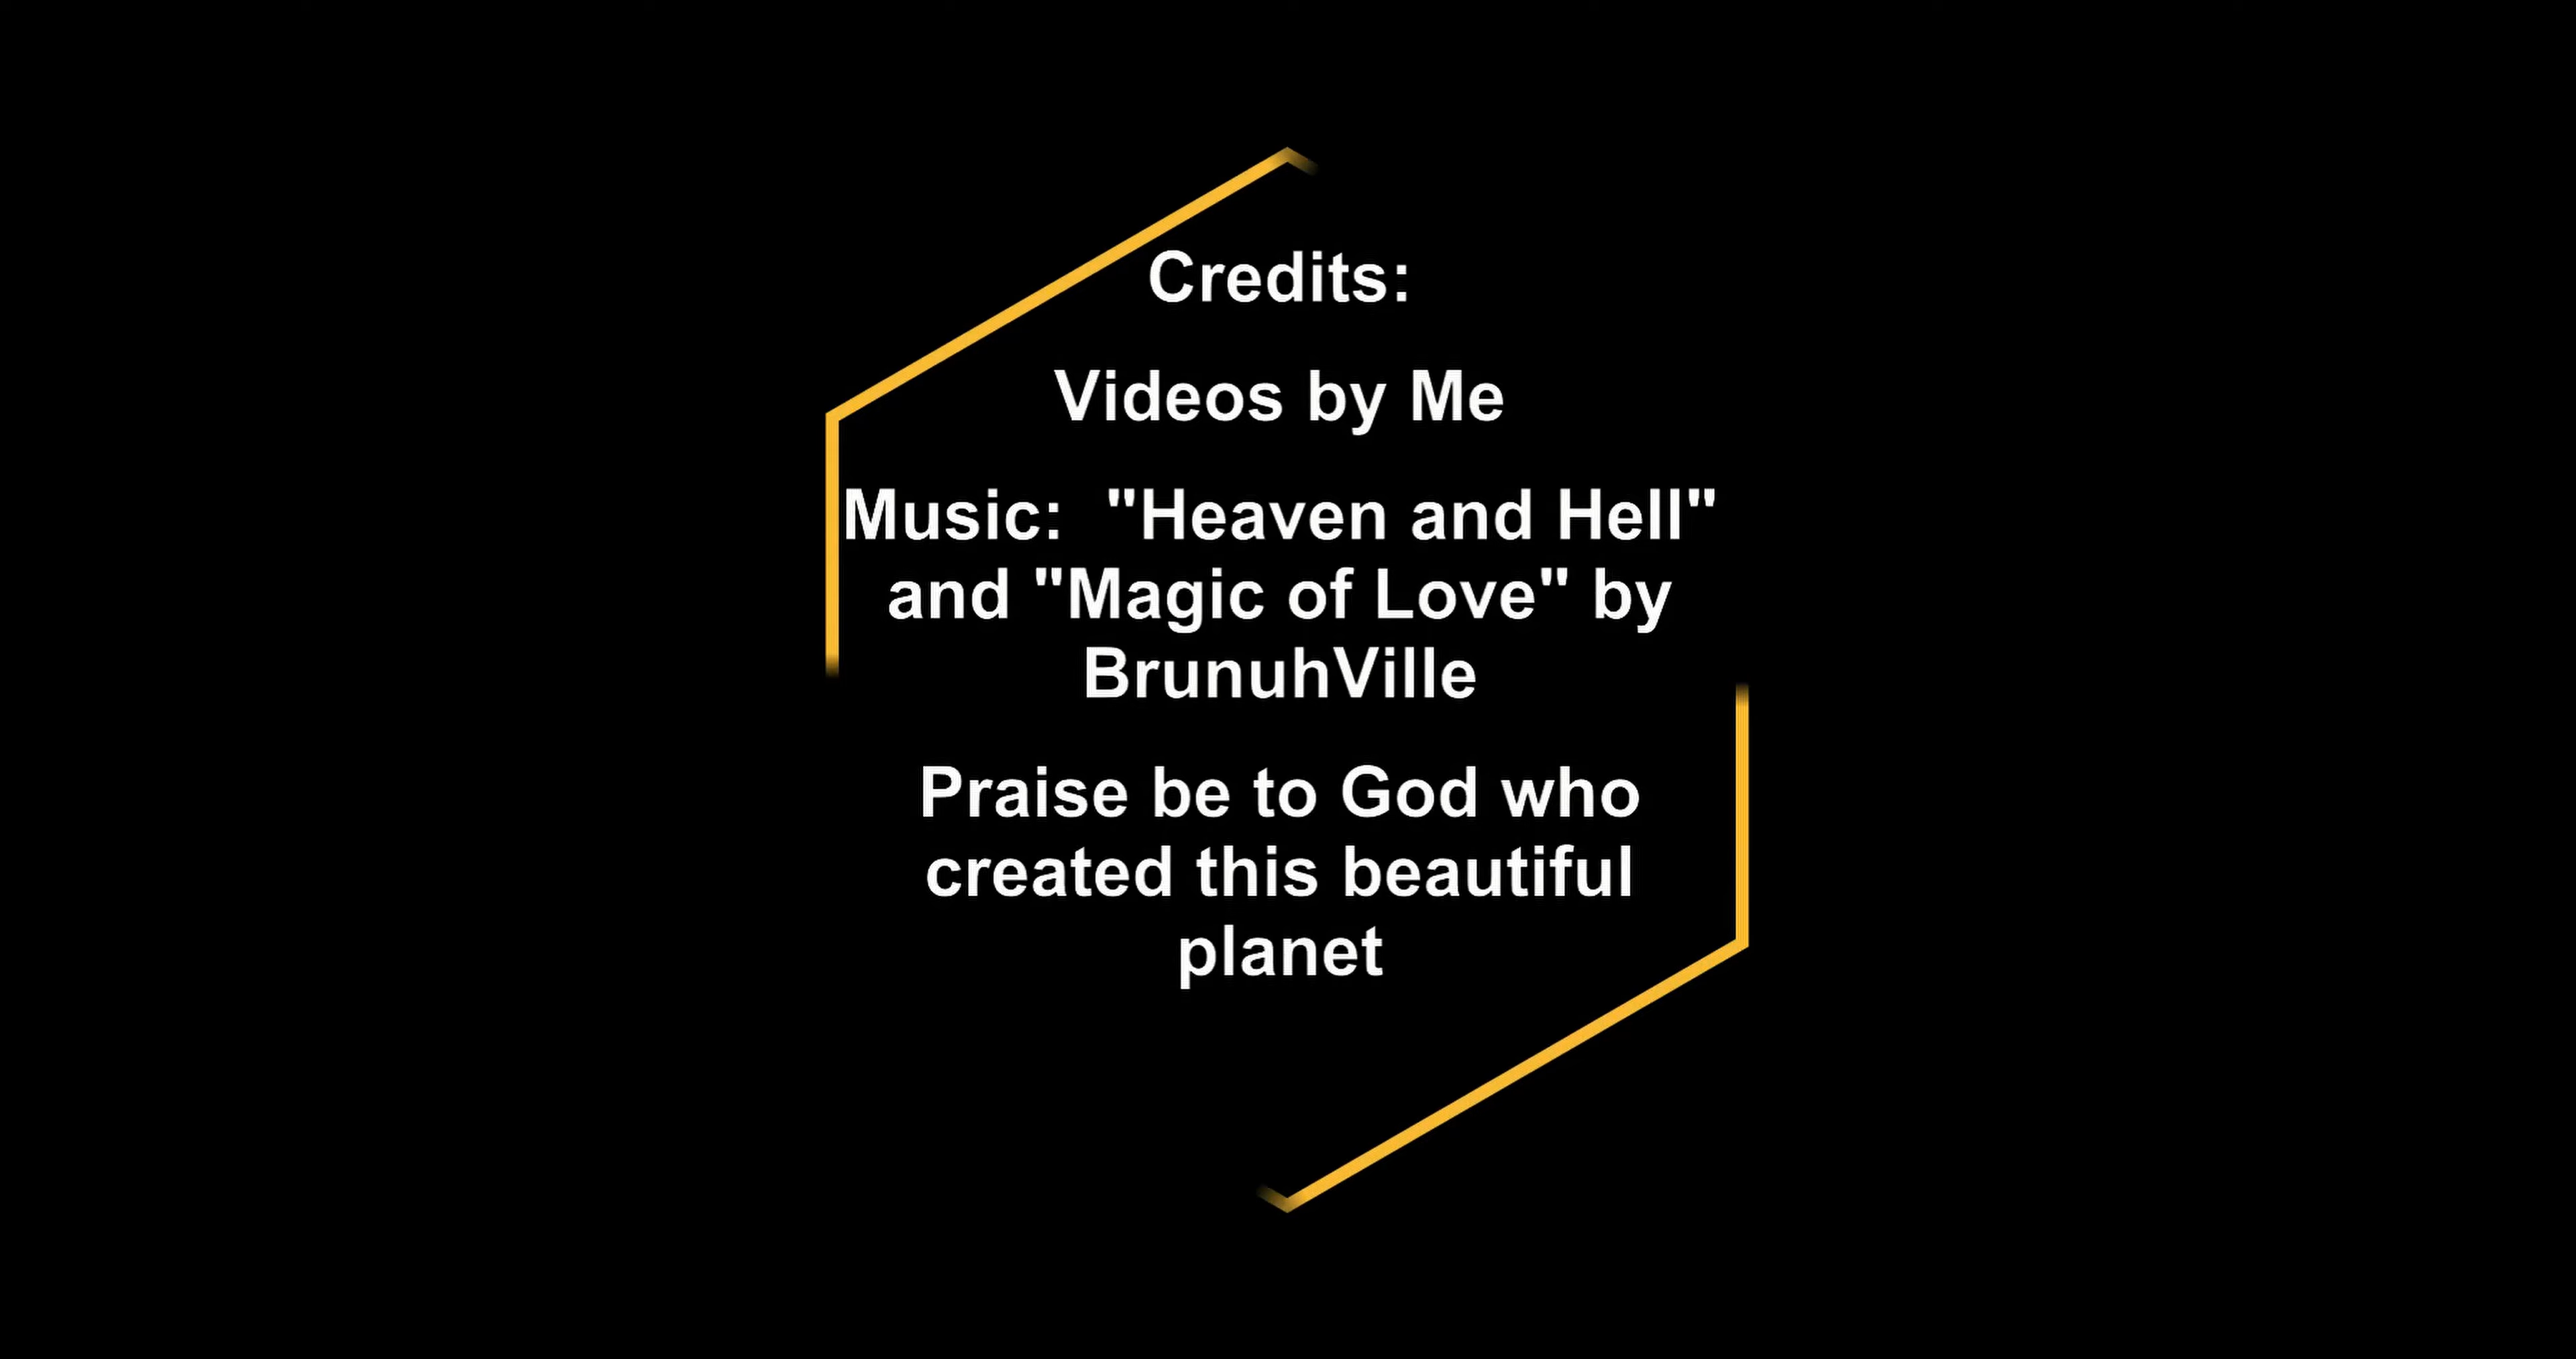 Credits:
Videos by Me
Music:  "Heaven and Hell"
and "Magic of Love" by
BrunuhVille
Praise be to God who
created this beautiful
planet